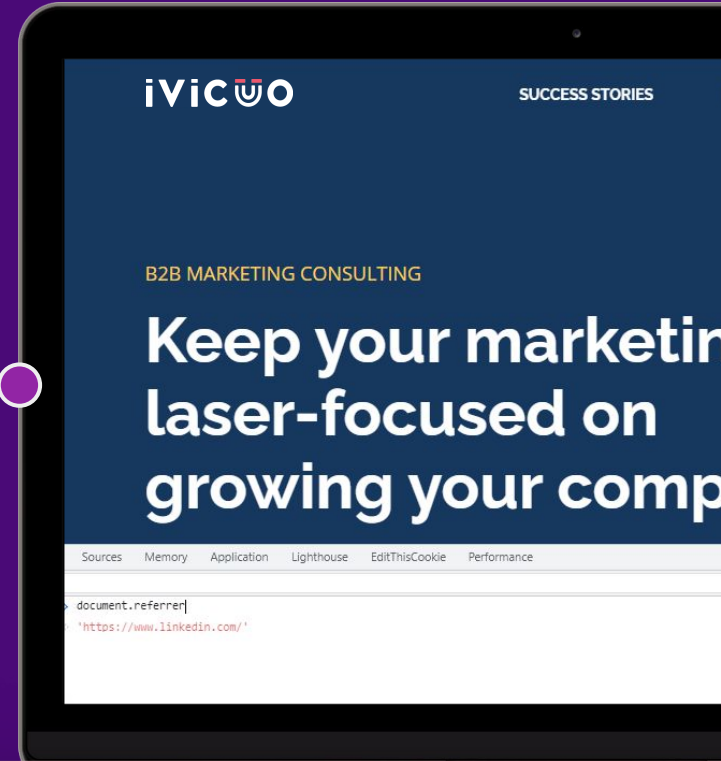 iVicüo
SUCCESS STORIES
B2B MARKETING CONSULTING
Keep your marketin
laser-focused on
growing your comp
Sources Memory Application Lighthouse EditThisCookie Performance
document.referrer
'https://www.linkedin.com/'